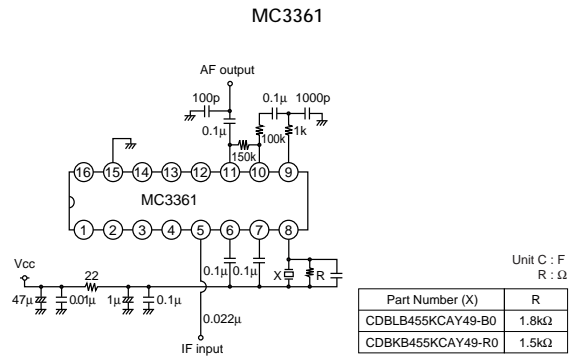 MC3361
AF output
100p
0.1μ
1000p
0.1μ
100k
1k
150k
16 15 14 13 12 11 10 9
MC3361
1 2 3 4 5 6 7 8
Vcc
22
0.1μ 0.1μ
X
R
47μ
0.01μ
1μ
0.1μ
0.022μ
IF input
Unit C : F
R : Ω
Part Number (X) R
CDBLB455KCAY49-B0 1.8kΩ
CDBKB455KCAY49-R0 1.5kΩ